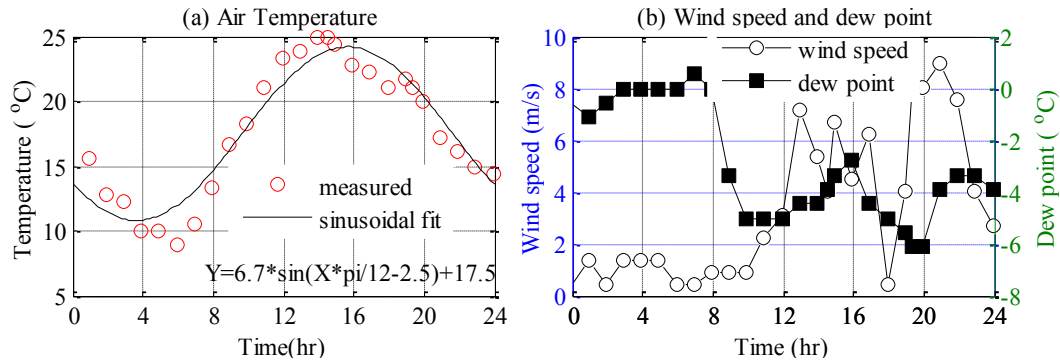 (a) Air Temperature
25
20
15
10
5
0 4 8 12 16 20 24
Temperature ( °C)
Time(hr)
measured
sinusoidal fit
Y=6.7*sin(X*pi/12-2.5)+17.5
(b) Wind speed and dew point
10
8
6
4
2
0
0 4 8 12 16 20 24
Wind speed (m/s)
Time (hr)
wind speed
dew point
2
0
-2
-4
-6
-8
Dew point ( °C)